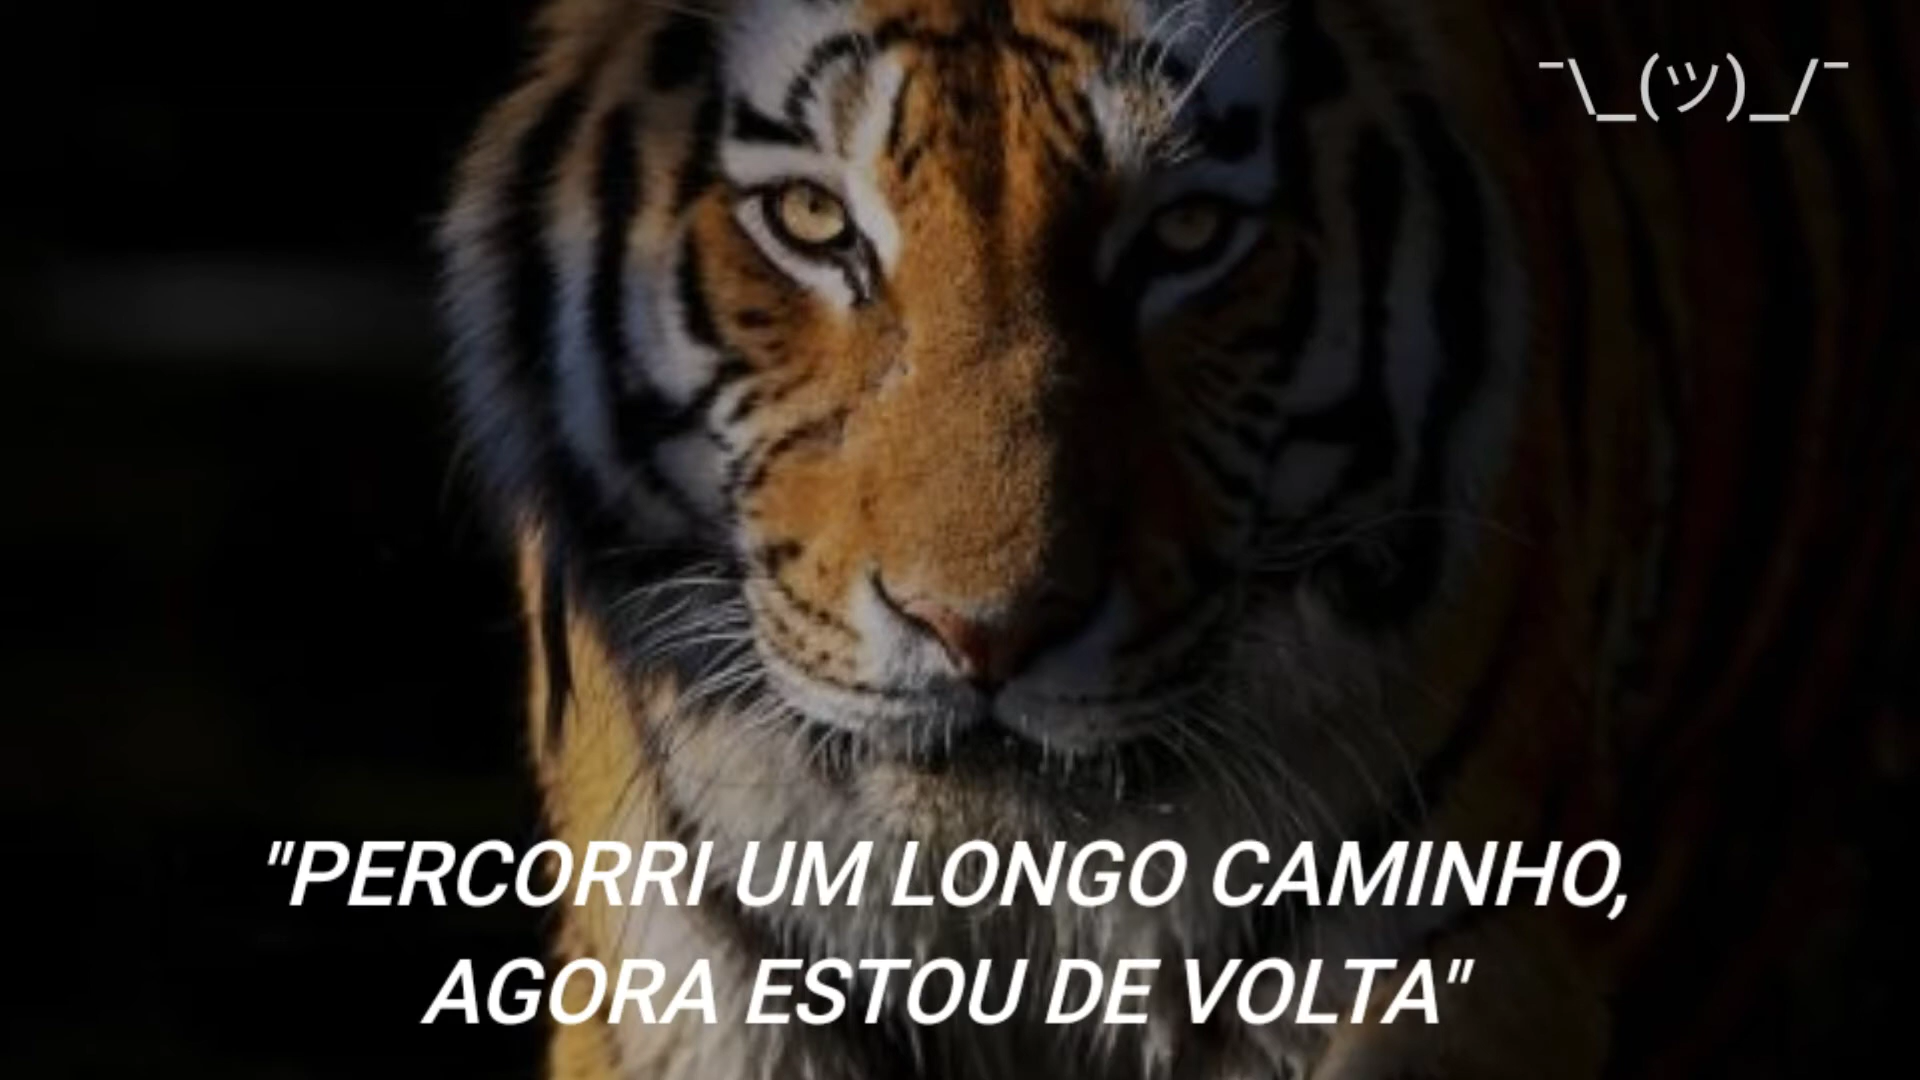 ¯\_(ツ)_/¯
"PERCORRI UM LONGO CAMINHO,
AGORA ESTOU DE VOLTA"